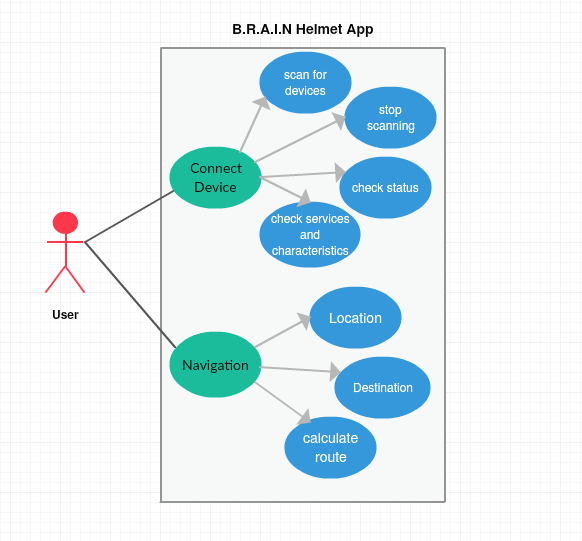 B.R.A.I.N Helmet App
scan for
devices
stop
scanning
Connect
Device
check status
check services
and
characteristics
User
Location
Navigation
Destination
calculate
route